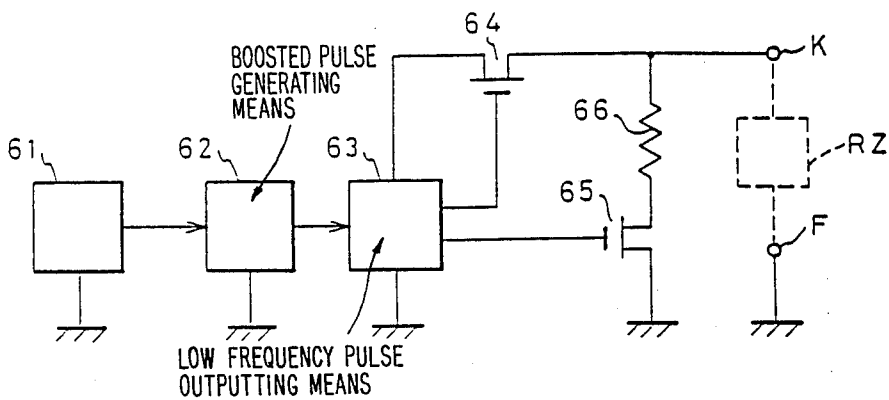 64
K
BOOSTED PULSE
GENERATING
MEANS
66
61
62
63
RZ
65
F
LOW FREQUENCY PULSE
OUTPUTTING MEANS